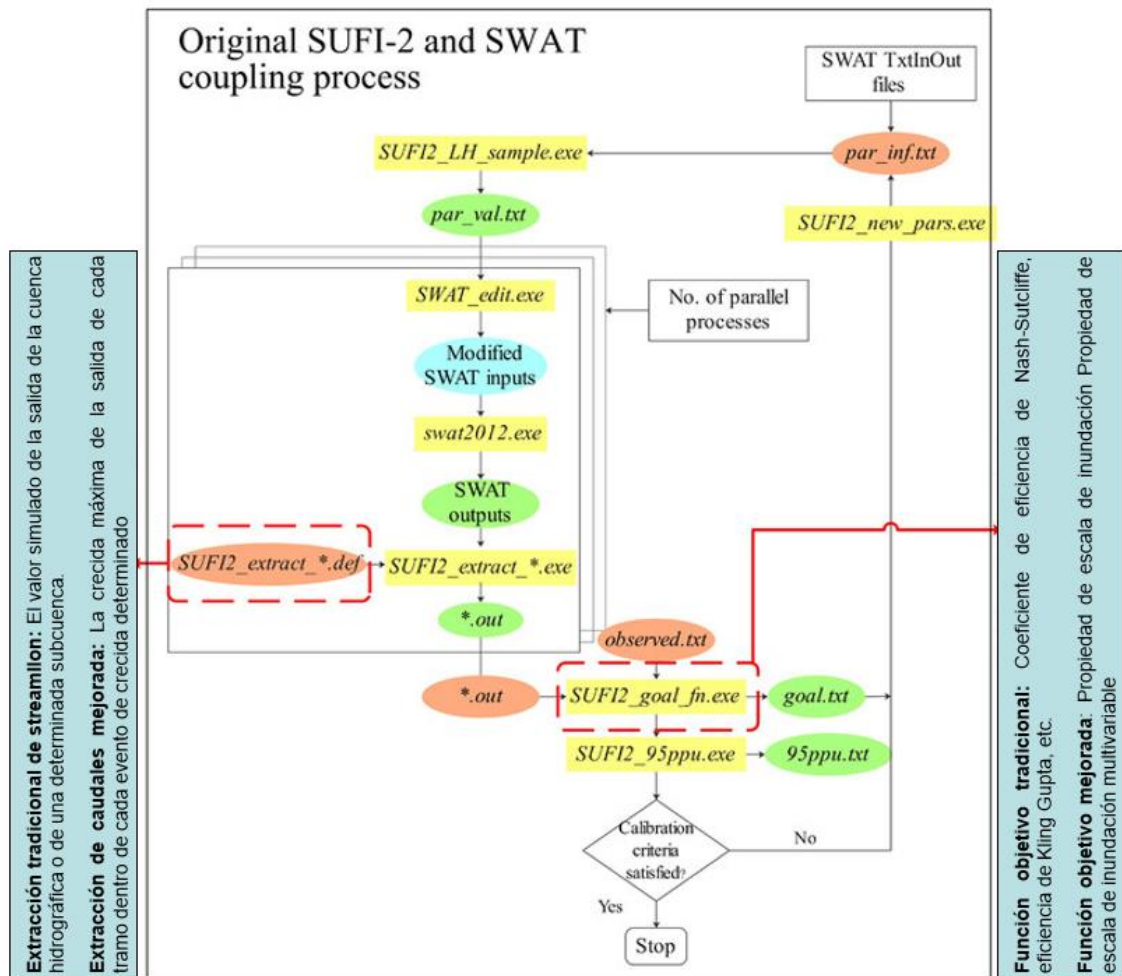 Original SUFI-2 and SWAT
coupling process
SWAT TxtInOut
files
SUFI2_LH_sample.exe
par_inf.txt
par_val.txt
SUFI2_new_pars.exe
SWAT_edit.exe
No. of parallel
processes
Modified
SWAT inputs
swat2012.exe
SWAT
outputs
SUFI2_extract_*.def
SUFI2_extract_*.exe
*.out
observed.txt
*.out
SUFI2_goal_fn.exe
goal.txt
SUFI2_95ppu.exe
95ppu.txt
Calibration
criteria
satisfied?
No
Yes
Stop
Extracción tradicional de streamllon: El valor simulado de la salida de la cuenca
hidrográfica o de una determinada subcuenca.
Extracción de caudales mejorada: La crecida máxima de la salida de cada
tramo dentro de cada evento de crecida determinado
Función objetivo tradicional: Coeficiente de eficiencia de Nash-Sutcliffe,
eficiencia de Kling Gupta, etc.
Función objetivo mejorada: Propiedad de escala de inundación Propiedad de
escala de inundación multivariable